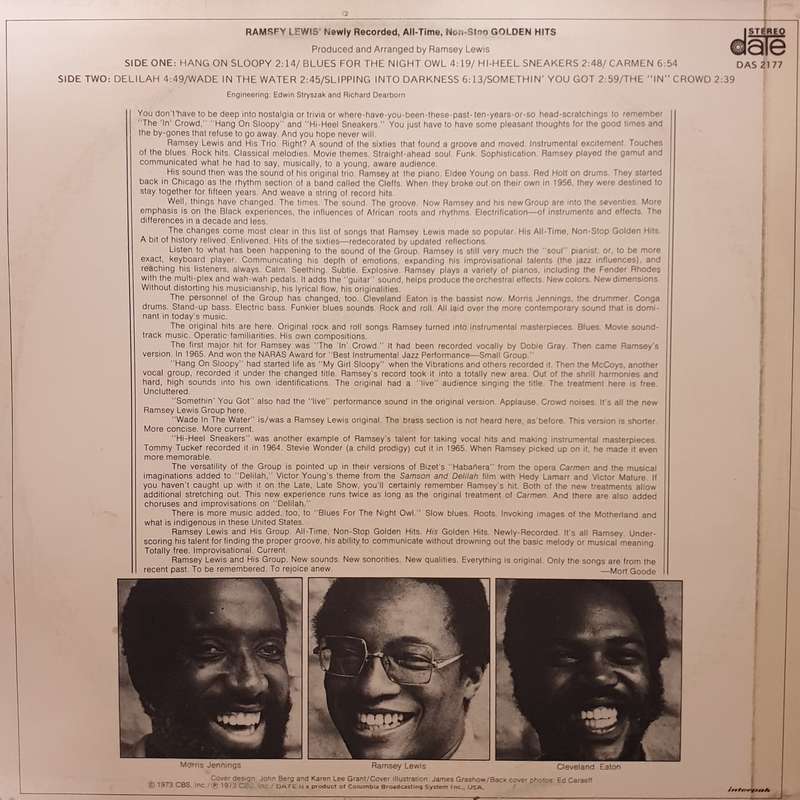 RAMSEY LEWIS' Newly Recorded, All-Time, Non-Stop GOLDEN HITS
STEREO
date
DAS 2177
Produced and Arranged by Ramsey Lewis
SIDE ONE: HANG ON SLOOPY 2:14/ BLUES FOR THE NIGHT OWL 4:19/ HI-HEEL SNEAKERS 2:48/ CARMEN 6:54
SIDE TWO: DELILAH 4:49/WADE IN THE WATER 2:45/SLIPPING INTO DARKNESS 6:13/SOMETHIN' YOU GOT 2:59/THE "IN" CROWD 2:39
Engineering: Edwin Stryszak and Richard Dearborn
You don't have to be deep into nostalgia or trivia or where-have-you-been-these-past-ten-years-or-so head-scratchings to remember
"The 'In' Crowd," "Hang On Sloopy" and "Hi-Heel Sneakers." You just have to have some pleasant thoughts for the good times and
the by-gones that refuse to go away. And you hope never will.
Ramsey Lewis and His Trio. Right? A sound of the sixties that found a groove and moved. Instrumental excitement. Touches
of the blues. Rock hits. Classical melodies. Movie themes. Straight-ahead soul. Funk. Sophistication. Ramsey played the gamut and
communicated what he had to say, musically, to a young, aware audience.
His sound then was the sound of his original trio. Ramsey at the piano. Eldee Young on bass. Red Holt on drums. They started
back in Chicago as the rhythm section of a band called the Cleffs. When they broke out on their own in 1956, they were destined to
stay together for fifteen years. And weave a string of record hits.
Well, things have changed. The times. The sound. The groove. Now Ramsey and his new Group are into the seventies. More
emphasis is on the Black experiences, the influences of African roots and rhythms. Electrification—of instruments and effects. The
differences in a decade and less.
The changes come most clear in this list of songs that Ramsey Lewis made so popular. His All-Time, Non-Stop Golden Hits.
A bit of history relived. Enlivened. Hits of the sixties—redecorated by updated reflections.
Listen to what has been happening to the sound of the Group. Ramsey is still very much the "soul" pianist; or, to be more
exact, keyboard player. Communicating his depth of emotions, expanding his improvisational talents (the jazz influences), and
reaching his listeners, always. Calm. Seething. Subtle. Explosive. Ramsey plays a variety of pianos, including the Fender Rhodes
with the multi-plex and wah-wah pedals. It adds the "guitar" sound, helps produce the orchestral effects. New colors. New dimensions.
Without distorting his musicianship, his lyrical flow, his originalities.
The personnel of the Group has changed, too. Cleveland Eaton is the bassist now. Morris Jennings, the drummer. Conga
drums. Stand-up bass. Electric bass. Funkier blues sounds. Rock and roll. All laid over the more contemporary sound that is domi-
nant in today's music.
The original hits are here. Original rock and roll songs Ramsey turned into instrumental masterpieces. Blues. Movie sound-
track music. Operatic familiarities. His own compositions.
The first major hit for Ramsey was "The 'In' Crowd." It had been recorded vocally by Dobie Gray. Then came Ramsey's
version. In 1965. And won the NARAS Award for "Best Instrumental Jazz Performance—Small Group."
"Hang On Sloopy" had started life as "My Girl Sloopy" when the Vibrations and others recorded it. Then the McCoys, another
vocal group, recorded it under the changed title. Ramsey's record took it into a totally new area. Out of the shrill harmonies and
hard, high sounds into his own identifications. The original had a "live" audience singing the title. The treatment here is free.
Uncluttered.
"Somethin' You Got" also had the "live" performance sound in the original version. Applause. Crowd noises. It's all the new
Ramsey Lewis Group here.
"Wade In The Water" is/was a Ramsey Lewis original. The brass section is not heard here, as before. This version is shorter.
More concise. More current.
"Hi-Heel Sneakers" was another example of Ramsey's talent for taking vocal hits and making instrumental masterpieces.
Tommy Tucker recorded it in 1964. Stevie Wonder (a child prodigy) cut it in 1965. When Ramsey picked up on it, he made it even
more memorable.
The versatility of the Group is pointed up in their versions of Bizet's "Habañera" from the opera Carmen and the musical
imaginations added to "Delilah," Victor Young's theme from the Samson and Delilah film with Hedy Lamarr and Victor Mature. If
you haven't caught up with it on the Late, Late Show, you'll certainly remember Ramsey's hit. Both of the new treatments allow
additional stretching out. This new experience runs twice as long as the original treatment of Carmen. And there are also added
choruses and improvisations on "Delilah."
There is more music added, too, to "Blues For The Night Owl." Slow blues. Roots. Invoking images of the Motherland and
what is indigenous in these United States.
Ramsey Lewis and His Group. All-Time, Non-Stop Golden Hits. His Golden Hits. Newly-Recorded. It's all Ramsey. Under-
scoring his talent for finding the proper groove, his ability to communicate without drowning out the basic melody or musical meaning.
Totally free. Improvisational. Current.
Ramsey Lewis and His Group. New sounds. New sonorities. New qualities. Everything is original. Only the songs are from the
recent past. To be remembered. To rejoice anew.
—Mort Goode
Morris Jennings
Ramsey Lewis
Cleveland Eaton
Cover design: John Berg and Karen Lee Grant/Cover illustration: James Grashow/Back cover photos: Ed Caraeff
© 1973 CBS, Inc./℗ 1973 CBS, Inc./ DATE is a product of Columbia Broadcasting System Inc., USA.
interpak